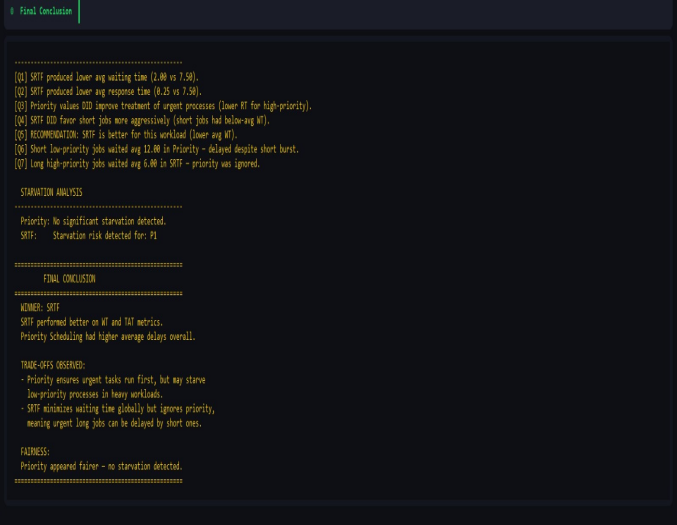 0 Final Conclusion
----------------------------------------------------
[Q1] SRTF produced lower avg waiting time (2.00 vs 7.50).
[Q2] SRTF produced lower avg response time (0.25 vs 7.50).
[Q3] Priority values DID improve treatment of urgent processes (lower RT for high-priority).
[Q4] SRTF DID favor short jobs more aggressively (short jobs had below-avg WT).
[Q5] RECOMMENDATION: SRTF is better for this workload (lower avg WT).
[Q6] Short low-priority jobs waited avg 12.00 in Priority — delayed despite short burst.
[Q7] Long high-priority jobs waited avg 6.00 in SRTF — priority was ignored.
STARVATION ANALYSIS
----------------------------------------------------
Priority: No significant starvation detected.
SRTF: Starvation risk detected for: P1
====================================================
FINAL CONCLUSION
====================================================
WINNER: SRTF
SRTF performed better on WT and TAT metrics.
Priority Scheduling had higher average delays overall.
TRADE-OFFS OBSERVED:
- Priority ensures urgent tasks run first, but may starve
low-priority processes in heavy workloads.
- SRTF minimizes waiting time globally but ignores priority,
meaning urgent long jobs can be delayed by short ones.
FAIRNESS:
Priority appeared fairer — no starvation detected.
====================================================